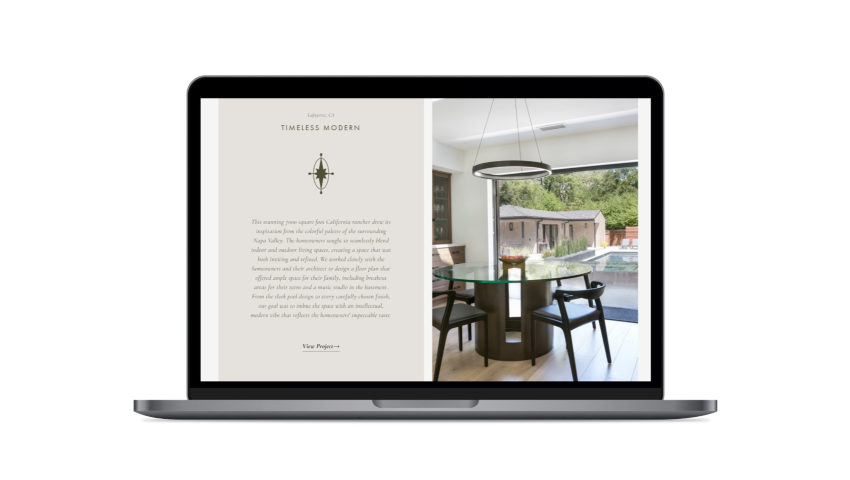 Lafayette, CA
TIMELESS MODERN
This stunning square foot California rancher drew its
inspiration from the colorful palette of the surrounding
Napa Valley. The homeowners sought to seamlessly blend
indoor and outdoor living spaces, creating a space that was
both inviting and refined. We worked closely with the
homeowners and their architect to design a floor plan that
offered ample space for their family, including breakout
areas for their teens and a music studio in the basement.
From the sleek pool design to every carefully chosen finish,
our goal was to imbue the space with an intellectual,
modern vibe that reflects the homeowners' impeccable taste.
View Project→